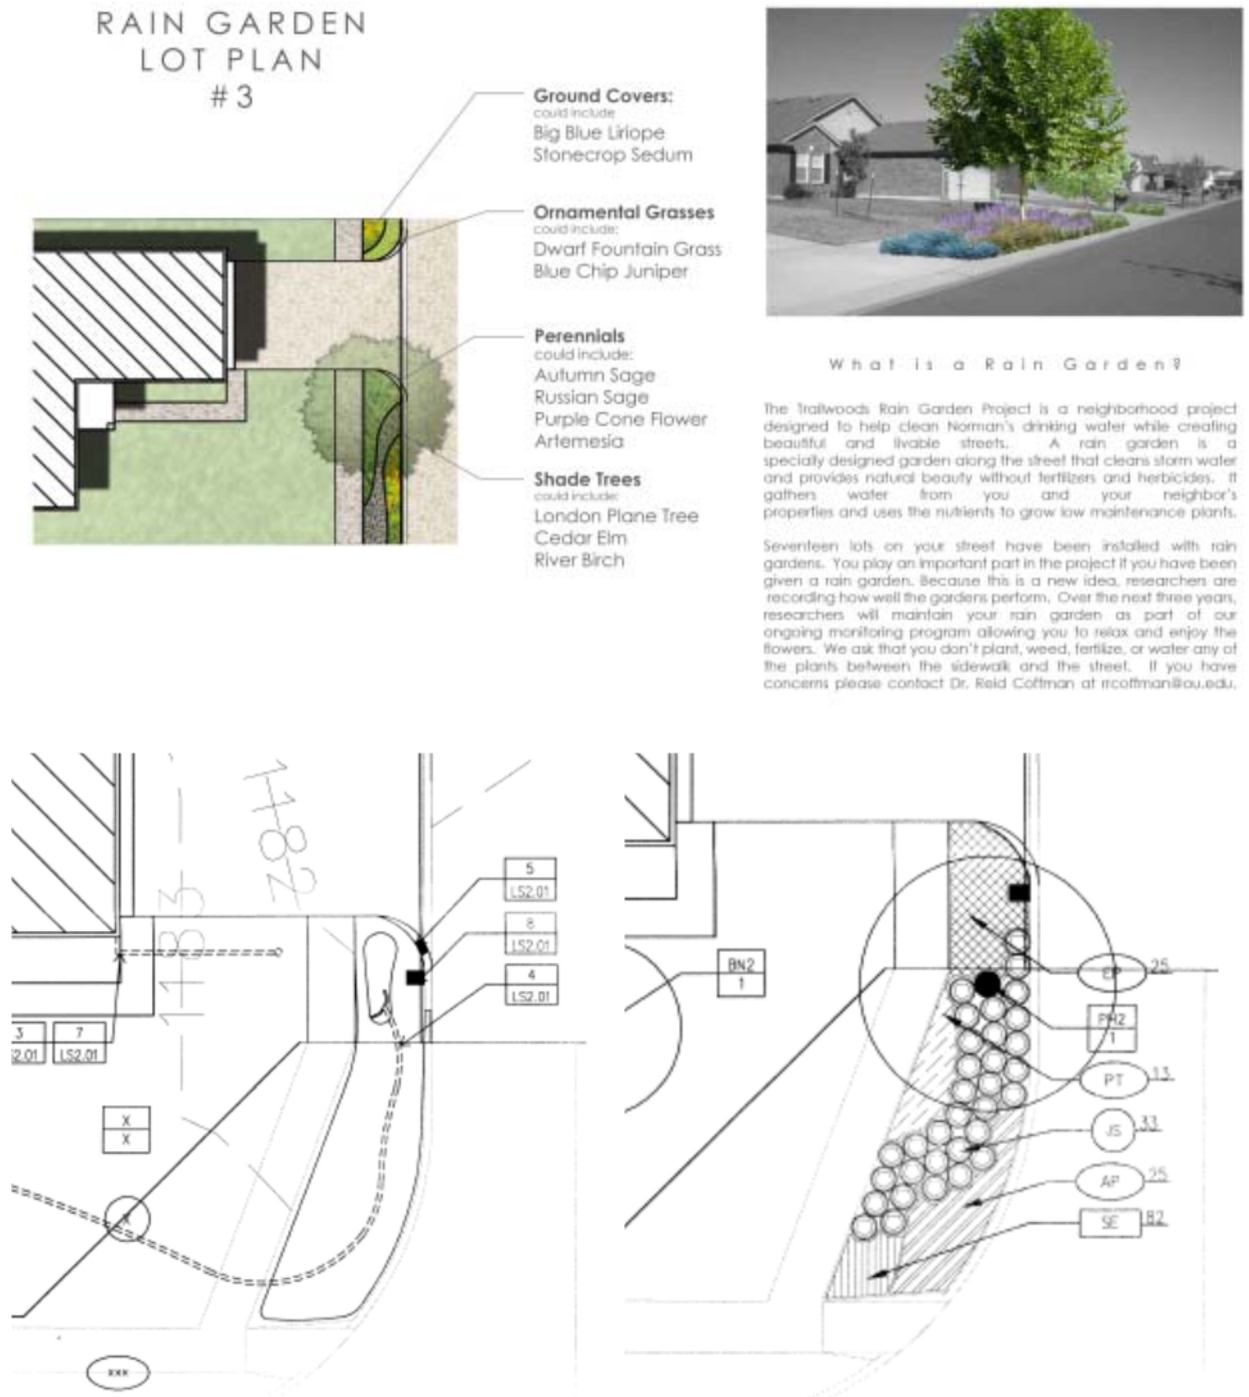 RAIN GARDEN
LOT PLAN
#3
Ground Covers:
could include
Big Blue Liriope
Stonecrop Sedum
Ornamental Grasses
could include:
Dwarf Fountain Grass
Blue Chip Juniper
Perennials
could include:
Autumn Sage
Russian Sage
Purple Cone Flower
Artemesia
Shade Trees
could include:
London Plane Tree
Cedar Elm
River Birch
What is a Rain Garden?
The Trailwoods Rain Garden Project is a neighborhood project
designed to help clean Norman's drinking water while creating
beautiful and livable streets. A rain garden is a
specially designed garden along the street that cleans storm water
and provides natural beauty without fertilizers and herbicides. It
gathers water from you and your neighbor's
properties and uses the nutrients to grow low maintenance plants.
Seventeen lots on your street have been installed with rain
gardens. You play an important part in the project if you have been
given a rain garden. Because this is a new idea, researchers are
recording how well the gardens perform. Over the next three years,
researchers will maintain your rain garden as part of our
ongoing monitoring program allowing you to relax and enjoy the
flowers. We ask that you don't plant, weed, fertilize, or water any of
the plants between the sidewalk and the street. If you have
concerns please contact Dr. Reid Coffman at rrcoffman@ou.edu.
1182
1183
5
LS2.01
8
LS2.01
4
LS2.01
3
2.01
7
LS2.01
X
X
X
xxx
BN2
1
EP 25
PH2
1
PT 13
JS 33
AP 25
SE 82